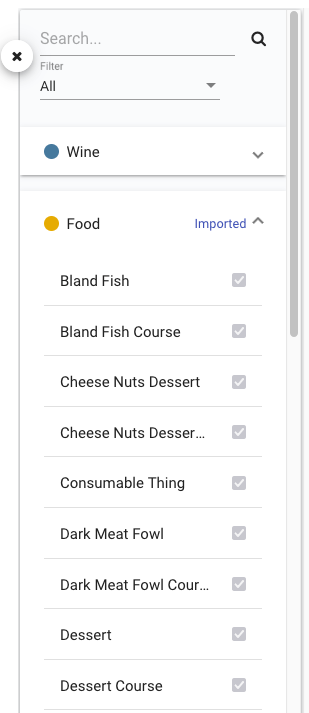 Search...
Filter
All
Wine
Food Imported
Bland Fish
Bland Fish Course
Cheese Nuts Dessert
Cheese Nuts Desser...
Consumable Thing
Dark Meat Fowl
Dark Meat Fowl Cour...
Dessert
Dessert Course